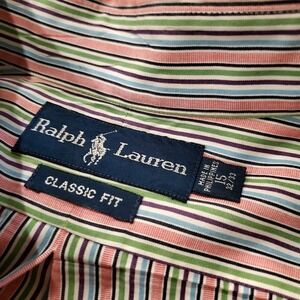 Ralph Lauren
CLASSIC FIT
MADE IN
PHILIPPINES
15
32/33